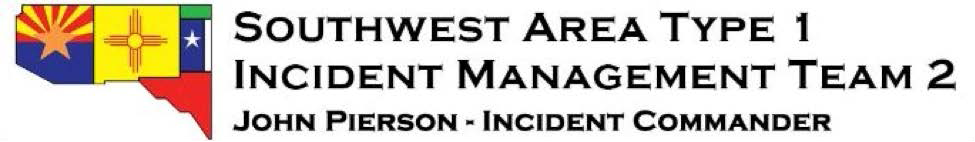 Southwest Area Type 1
Incident Management Team 2
John Pierson - Incident Commander